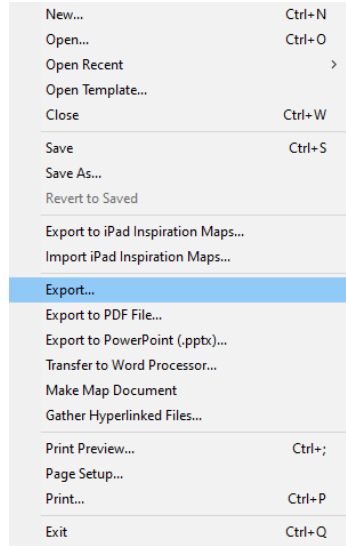 New... Ctrl+N
Open... Ctrl+O
Open Recent >
Open Template...
Close Ctrl+W
Save Ctrl+S
Save As...
Revert to Saved
Export to iPad Inspiration Maps...
Import iPad Inspiration Maps...
Export...
Export to PDF File...
Export to PowerPoint (.pptx)...
Transfer to Word Processor...
Make Map Document
Gather Hyperlinked Files...
Print Preview... Ctrl+;
Page Setup...
Print... Ctrl+P
Exit Ctrl+Q